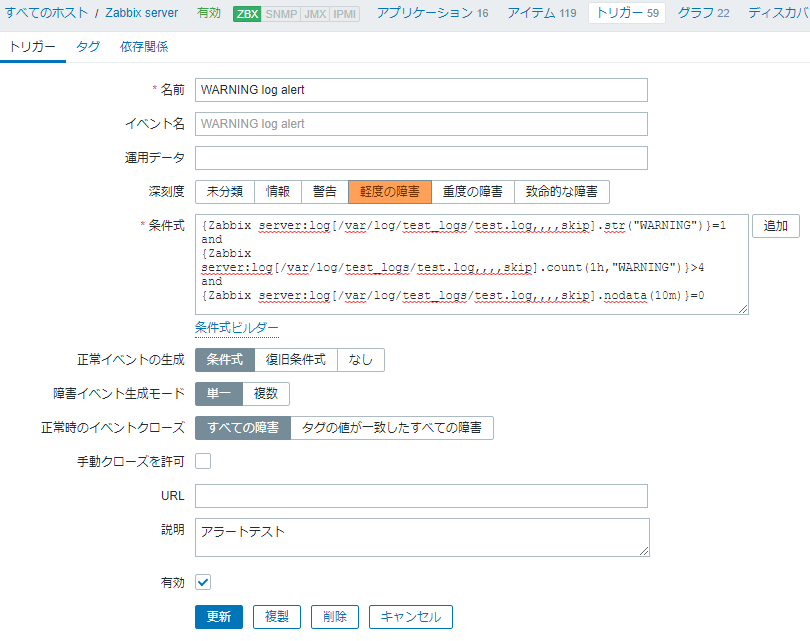 すべてのホスト / Zabbix server 有効 ZBX SNMP JMX IPMI アプリケーション 16 アイテム 119 トリガー 59 グラフ 22 ディスカバ
トリガー タグ 依存関係
* 名前 WARNING log alert
イベント名 WARNING log alert
運用データ
深刻度 未分類 情報 警告 軽度の障害 重度の障害 致命的な障害
* 条件式 {Zabbix server:log[/var/log/test_logs/test.log,,,,skip].str("WARNING")}=1 追加
and
{Zabbix
server:log[/var/log/test_logs/test.log,,,,skip].count(1h,"WARNING")}>4
and
{Zabbix server:log[/var/log/test_logs/test.log,,,,skip].nodata(10m)}=0
条件式ビルダー
正常イベントの生成 条件式 復旧条件式 なし
障害イベント生成モード 単一 複数
正常時のイベントクローズ すべての障害 タグの値が一致したすべての障害
手動クローズを許可
URL
説明 アラートテスト
有効
更新 複製 削除 キャンセル